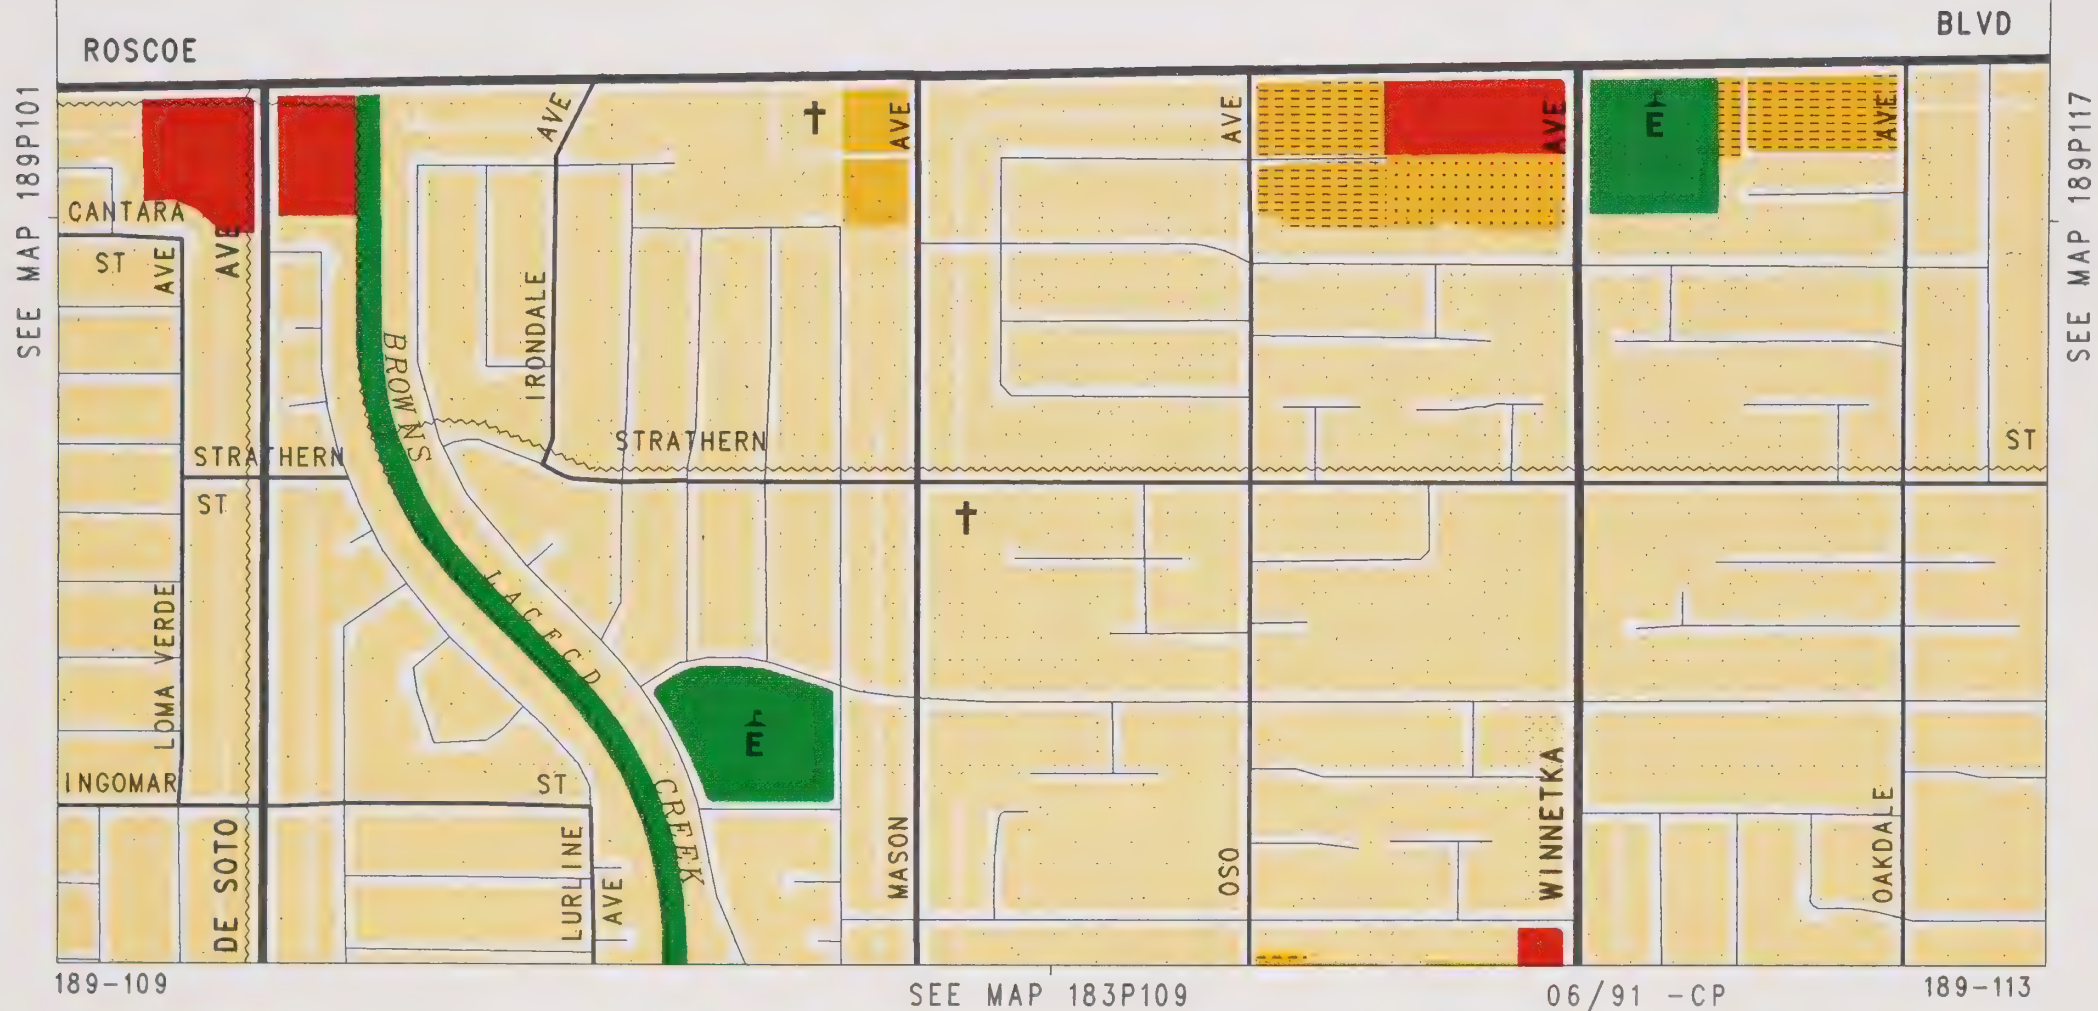 ROSCOE
BLVD
SEE MAP 189P101
SEE MAP 189P117
AVE
AVE
AVE
AVE
AVE
E
CANTARA
ST
AVE
AVE
IRONDALE
BROWNS
STRATHERN
STRATHERN
ST
ST
LACFCD
LOMA VERDE
E
INGOMAR
ST
CREEK
WINNETKA
DE SOTO
LURLINE
AVE
MASON
OSO
OAKDALE
189-109
SEE MAP 183P109
06/91 -CP
189-113